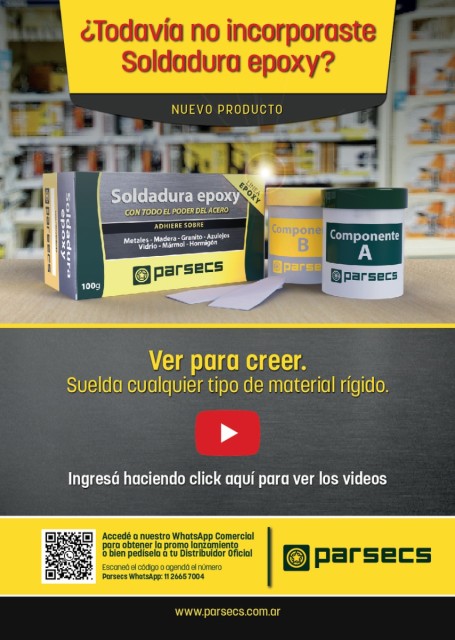 ¿Todavía no incorporaste
Soldadura epoxy?
NUEVO PRODUCTO
Soldadura epoxy
parsecs
Soldadura epoxy
EPOXY
CON TODO EL PODER DEL ACERO
ADHIERE SOBRE
Metales - Madera - Granito - Azulejos
Vidrio - Mármol - Hormigón
parsecs
100g
Componente
B
parsecs
Componente
A
parsecs
Ver para creer.
Suelda cualquier tipo de material rígido.
Ingresá haciendo click aquí para ver los videos
Accedé a nuestro WhatsApp Comercial
para obtener la promo lanzamiento
o bien pedísela a tu Distribuidor Oficial
Escaneá el código o agendá el número
Parsecs WhatsApp: 11 2665 7004
parsecs
www.parsecs.com.ar